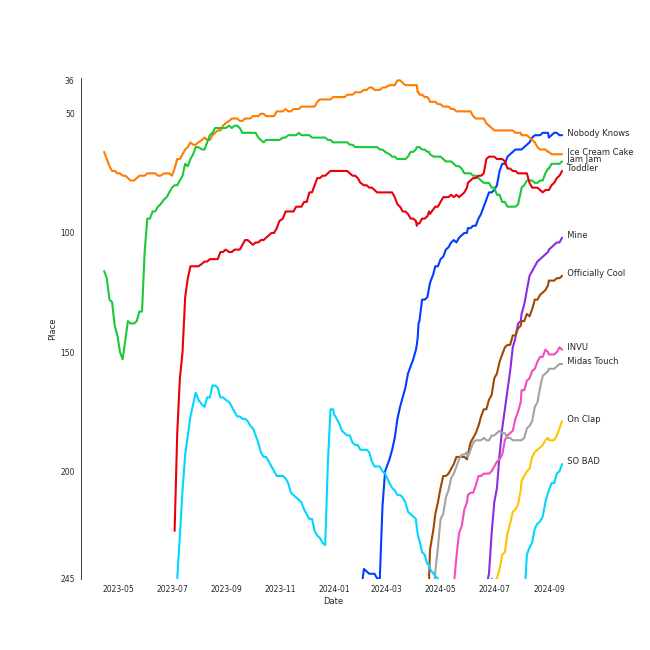 36
50
100
150
200
245
Place
2023-05
2023-07
2023-09
2023-11
2024-01
2024-03
2024-05
2024-07
2024-09
Date
Nobody Knows
Ice Cream Cake
Jam Jam
Toddler
Mine
Officially Cool
INVU
Midas Touch
On Clap
SO BAD